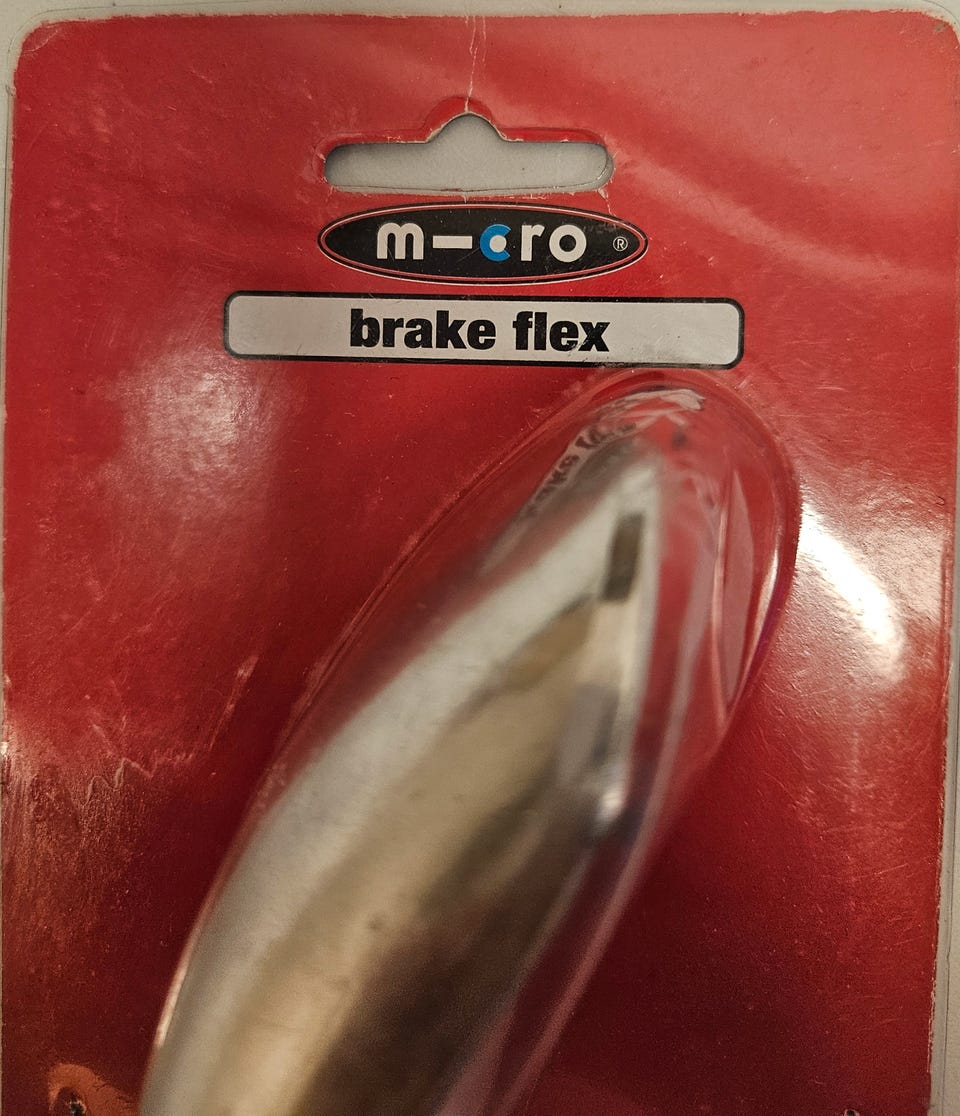 m—cro ®
brake flex